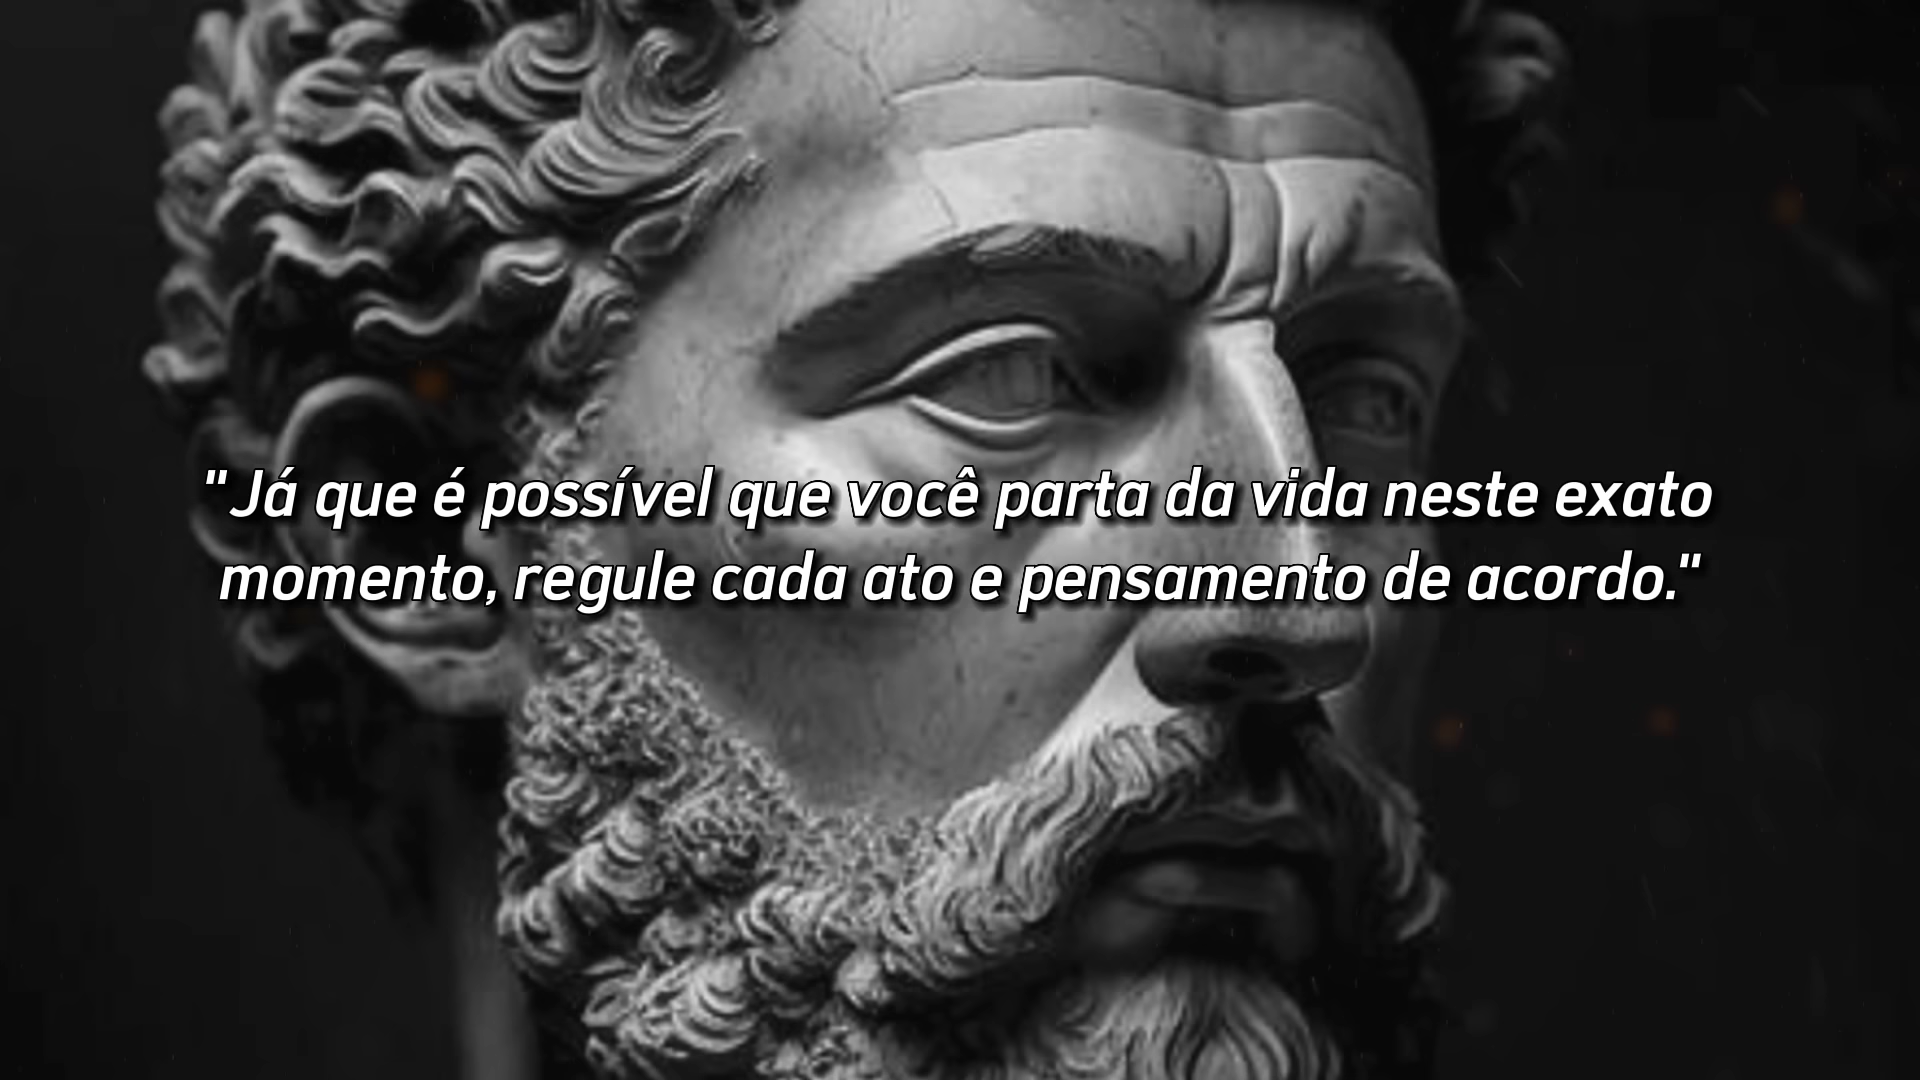 "Já que é possível que você parta da vida neste exato
momento, regule cada ato e pensamento de acordo."